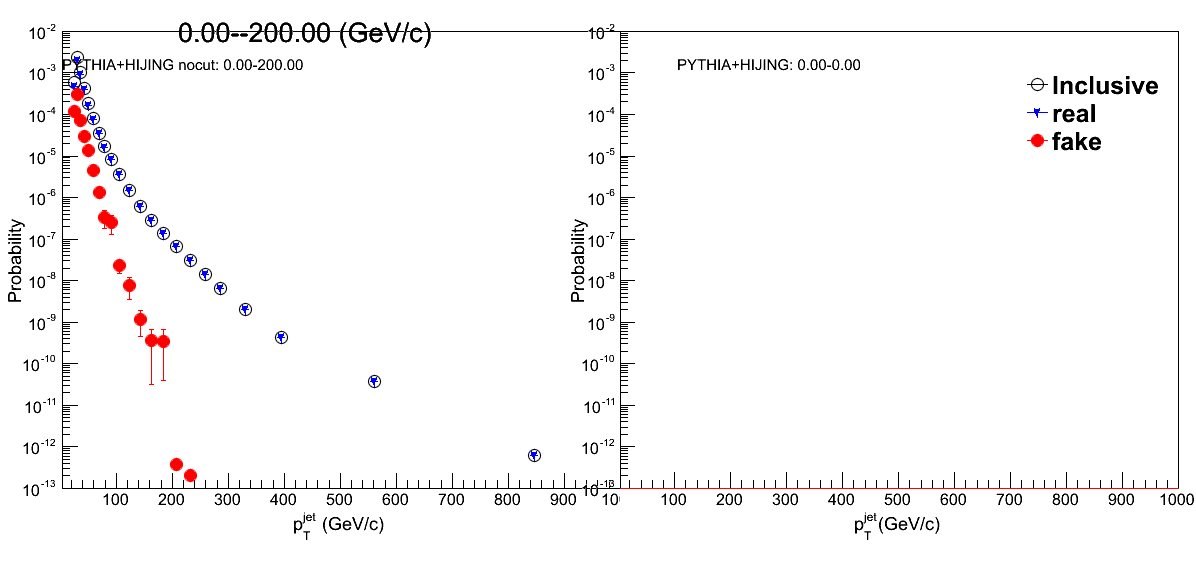 0.00--200.00 (GeV/c)
PYTHIA+HIJING nocut: 0.00-200.00
10^-2
10^-3
10^-4
10^-5
10^-6
10^-7
10^-8
10^-9
10^-10
10^-11
10^-12
10^-13
Probability
100 200 300 400 500 600 700 800 900
p_T^jet (GeV/c)
PYTHIA+HIJING: 0.00-0.00
Inclusive
real
fake
10^-2
10^-3
10^-4
10^-5
10^-6
10^-7
10^-8
10^-9
10^-10
10^-11
10^-12
10^-13
Probability
100 200 300 400 500 600 700 800 900 1000
p_T^jet (GeV/c)